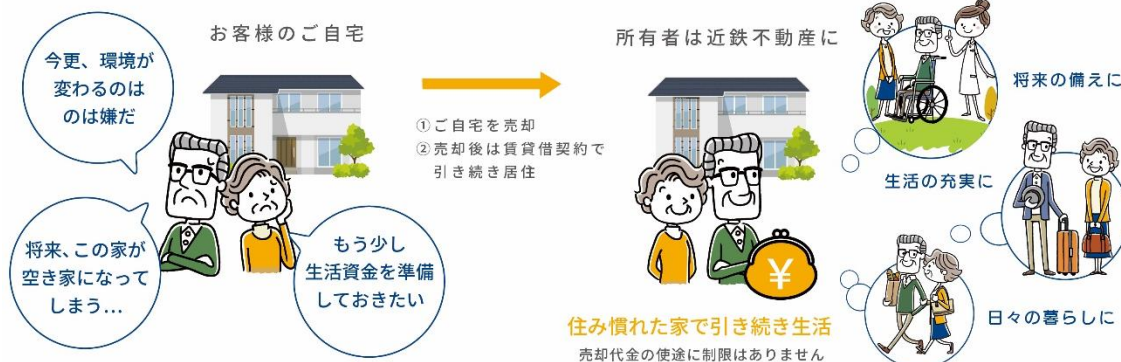 お客様のご自宅
今更、環境が
変わるのは
のは嫌だ
将来、この家が
空き家になって
しまう…
もう少し
生活資金を準備
しておきたい
①ご自宅を売却
②売却後は賃貸借契約で
引き続き居住
所有者は近鉄不動産に
¥
住み慣れた家で引き続き生活
売却代金の使途に制限はありません
将来の備えに
生活の充実に
日々の暮らしに